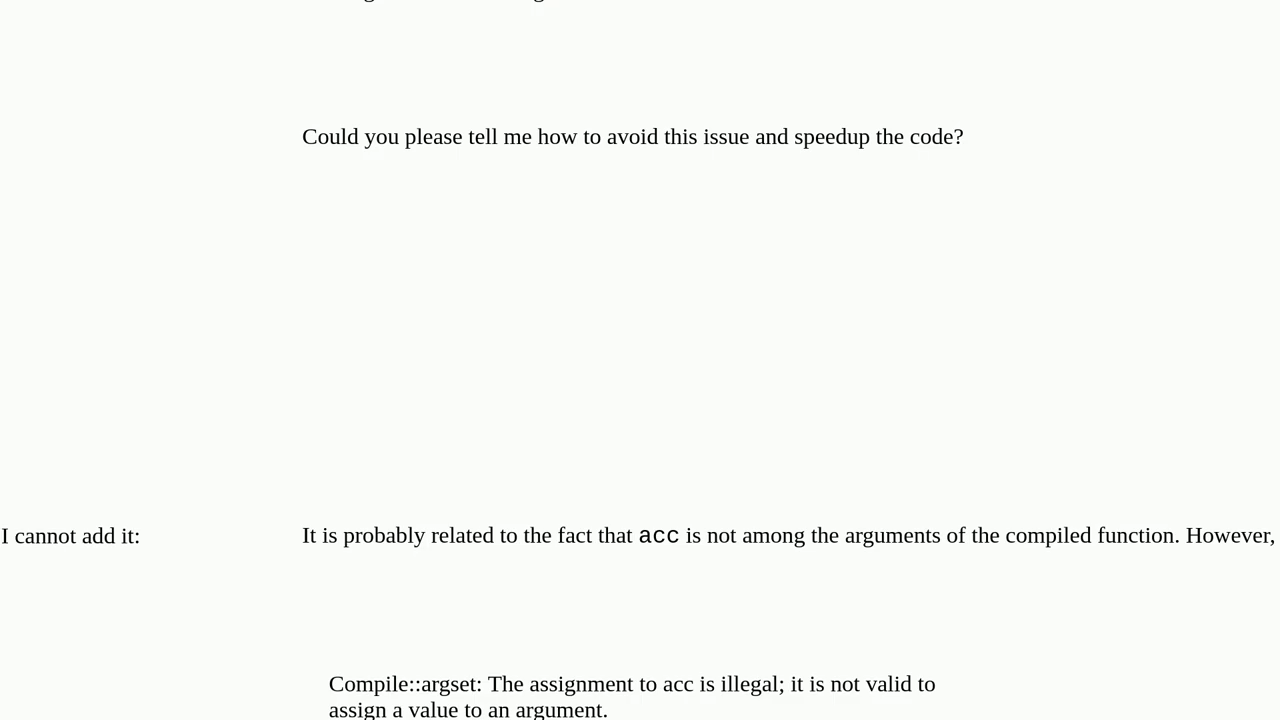 Could you please tell me how to avoid this issue and speedup the code?
It is probably related to the fact that acc is not among the arguments of the compiled function. However,
I cannot add it:
Compile::argset: The assignment to acc is illegal; it is not valid to
assign a value to an argument.